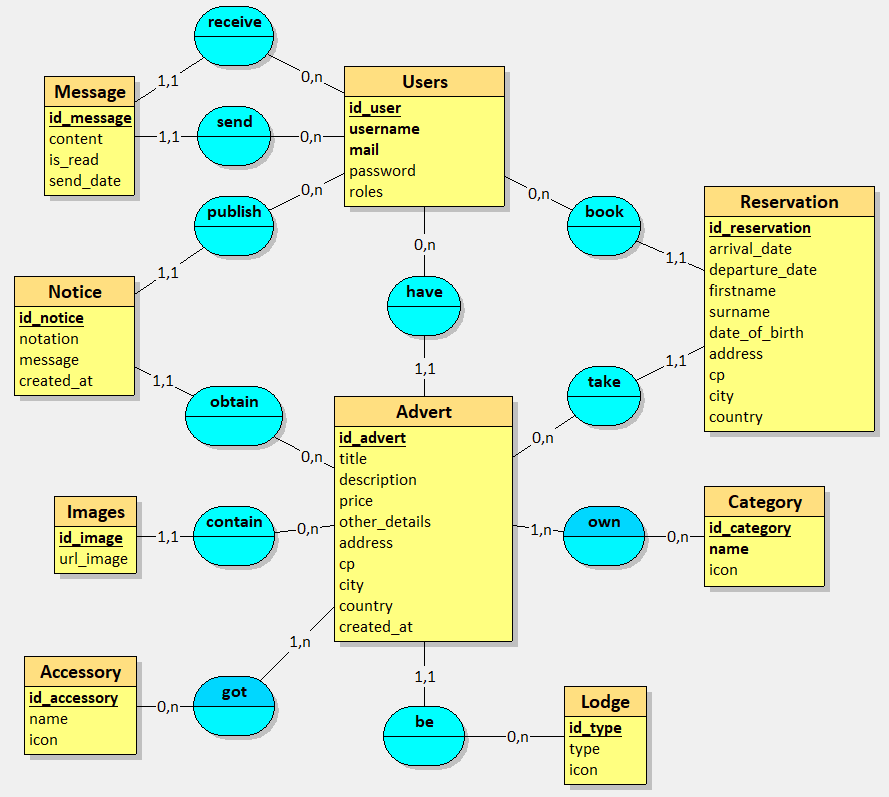 receive
1,1
0,n
Message
id_message
content
is_read
send_date
send
1,1
0,n
Users
id_user
username
mail
password
roles
publish
0,n
1,1
book
0,n
1,1
Reservation
id_reservation
arrival_date
departure_date
firstname
surname
date_of_birth
address
cp
city
country
have
0,n
1,1
Notice
id_notice
notation
message
created_at
obtain
1,1
0,n
take
1,1
0,n
Advert
id_advert
title
description
price
other_details
address
cp
city
country
created_at
Images
id_image
url_image
contain
1,1
0,n
own
1,n
0,n
Category
id_category
name
icon
Accessory
id_accessory
name
icon
got
0,n
1,n
be
1,1
0,n
Lodge
id_type
type
icon